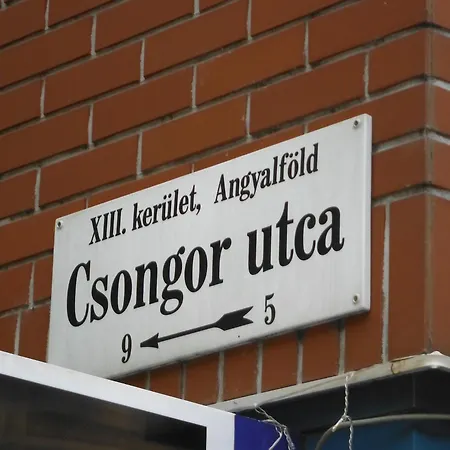 XIII. kerület, Angyalföld
Csongor utca
9 ← 5